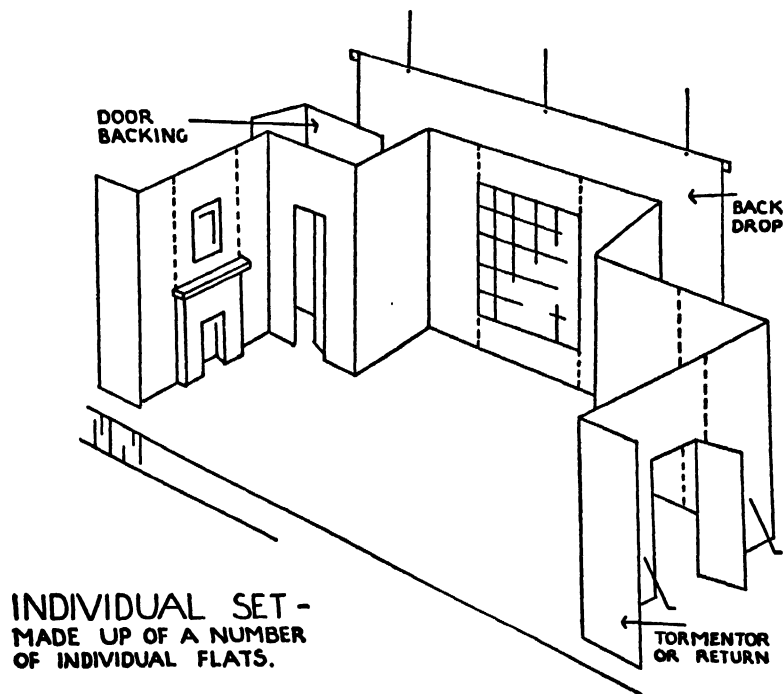 DOOR
BACKING
BACK
DROP
INDIVIDUAL SET -
MADE UP OF A NUMBER
OF INDIVIDUAL FLATS.
TORMENTOR
OR RETURN